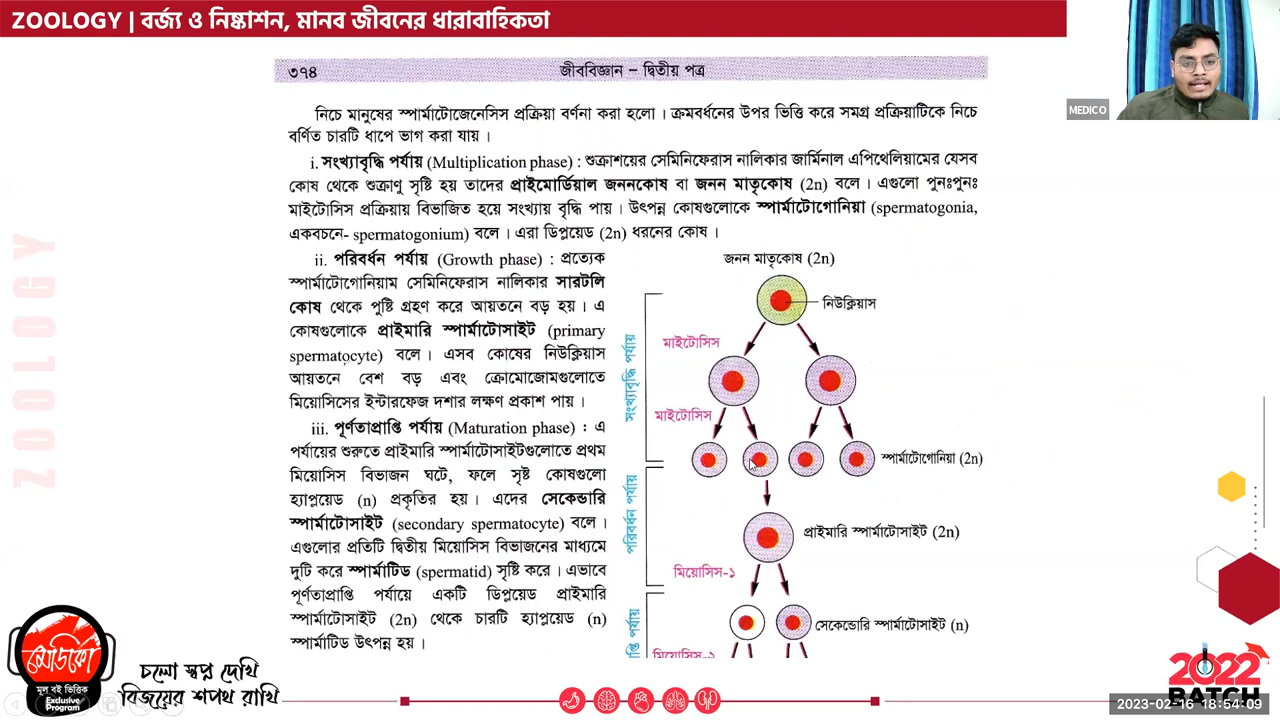 ZOOLOGY | বর্জ্য ও নিষ্কাশন, মানব জীবনের ধারাবাহিকতা
MEDICO
৩৭৪
জীববিজ্ঞান – দ্বিতীয় পত্র
নিচে মানুষের স্পার্মাটোজেনেসিস প্রক্রিয়া বর্ণনা করা হলো। ক্রমবর্ধনের উপর ভিত্তি করে সমগ্র প্রক্রিয়াটিকে নিচে
বর্ণিত চারটি ধাপে ভাগ করা যায়।
i. সংখ্যাবৃদ্ধি পর্যায় (Multiplication phase) : শুক্রাশয়ের সেমিনিফেরাস নালিকার জার্মিনাল এপিথেলিয়ামের যেসব
কোষ থেকে শুক্রাণু সৃষ্টি হয় তাদের প্রাইমোর্ডিয়াল জননকোষ বা জনন মাতৃকোষ (2n) বলে। এগুলো পুনঃপুনঃ
মাইটোসিস প্রক্রিয়ায় বিভাজিত হয়ে সংখ্যায় বৃদ্ধি পায়। উৎপন্ন কোষগুলোকে স্পার্মাটোগোনিয়া (spermatogonia,
একবচনে- spermatogonium) বলে। এরা ডিপ্লয়েড (2n) ধরনের কোষ।
ii. পরিবর্ধন পর্যায় (Growth phase) : প্রত্যেক
স্পার্মাটোগোনিয়াম সেমিনিফেরাস নালিকার সারটলি
কোষ থেকে পুষ্টি গ্রহণ করে আয়তনে বড় হয়। এ
কোষগুলোকে প্রাইমারি স্পার্মাটোসাইট (primary
spermatocyte) বলে। এসব কোষের নিউক্লিয়াস
আয়তনে বেশ বড় এবং ক্রোমোজোমগুলোতে
মিয়োসিসের ইন্টারফেজ দশার লক্ষণ প্রকাশ পায়।
iii. পূর্ণতাপ্রাপ্তি পর্যায় (Maturation phase) : এ
পর্যায়ের শুরুতে প্রাইমারি স্পার্মাটোসাইটগুলোতে প্রথম
মিয়োসিস বিভাজন ঘটে, ফলে সৃষ্ট কোষগুলো
হ্যাপ্লয়েড (n) প্রকৃতির হয়। এদের সেকেন্ডারি
স্পার্মাটোসাইট (secondary spermatocyte) বলে।
এগুলোর প্রতিটি দ্বিতীয় মিয়োসিস বিভাজনের মাধ্যমে
দুটি করে স্পার্মাটিড (spermatid) সৃষ্টি করে। এভাবে
পূর্ণতাপ্রাপ্তি পর্যায়ে একটি ডিপ্লয়েড প্রাইমারি
স্পার্মাটোসাইট (2n) থেকে চারটি হ্যাপ্লয়েড (n)
স্পার্মাটিড উৎপন্ন হয়।
জনন মাতৃকোষ (2n)
নিউক্লিয়াস
মাইটোসিস
সংখ্যাবৃদ্ধি পর্যায়
মাইটোসিস
স্পার্মাটোগোনিয়া (2n)
পরিবর্ধন পর্যায়
প্রাইমারি স্পার্মাটোসাইট (2n)
মিয়োসিস-১
সেকেন্ডোরি স্পার্মাটোসাইট (n)
প্তি পর্যায়
মিয়োসিস-২
ZOOLOGY
মেডিকো
মূল বই ভিত্তিক
Exclusive
Program
চলো স্বপ্ন দেখি
বিজয়ের শপথ রাখি
2022
BATCH
2023-02-16 18:54:09